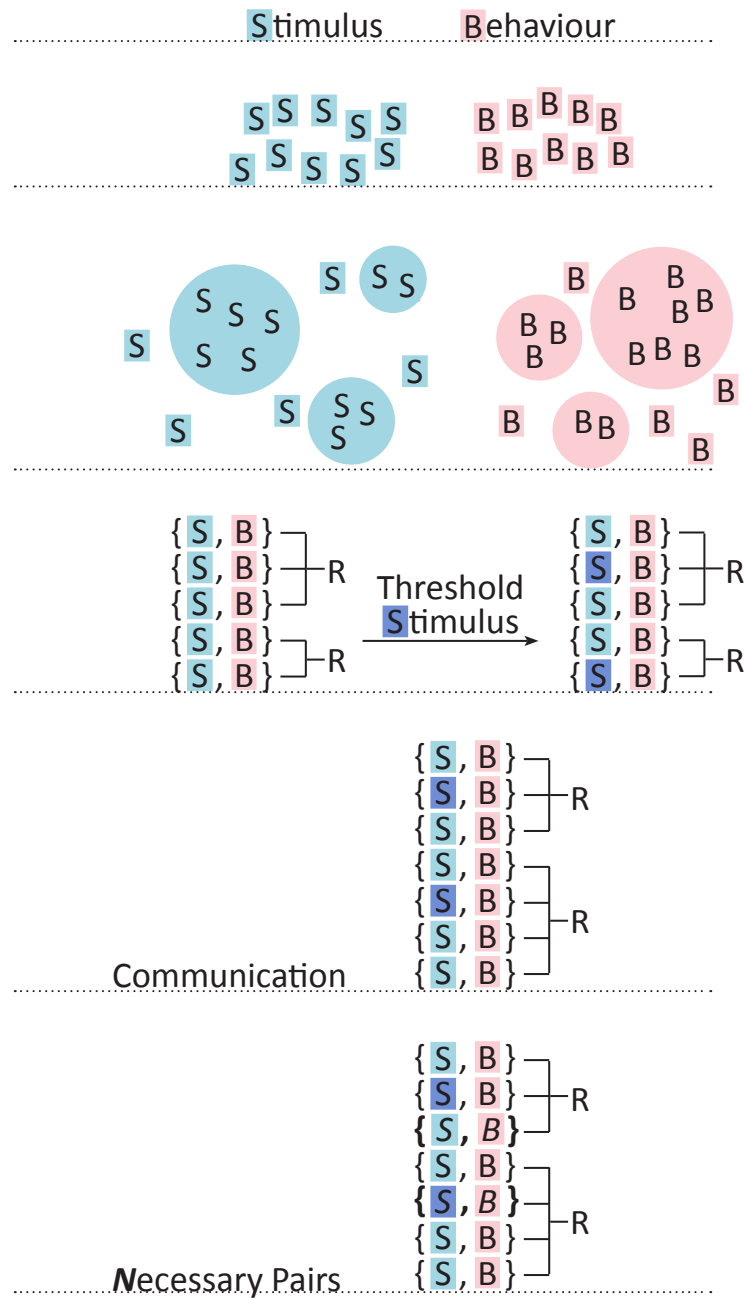 Stimulus Behaviour
S S S S S B B B B B
S S S S S B B B B B
S S S B
S S S B B B B
S B B B
S S B B B B
S S S B
S S S B B B B B
S B
{ S , B }
{ S , B } R
{ S , B }
{ S , B } R
{ S , B }
Threshold
Stimulus
{ S , B }
{ S , B } R
{ S , B }
{ S , B } R
{ S , B }
{ S , B }
{ S , B } R
{ S , B }
{ S , B }
{ S , B } R
{ S , B }
{ S , B }
Communication
{ S , B }
{ S , B } R
{ S , B }
{ S , B }
{ S , B } R
{ S , B }
{ S , B }
Necessary Pairs